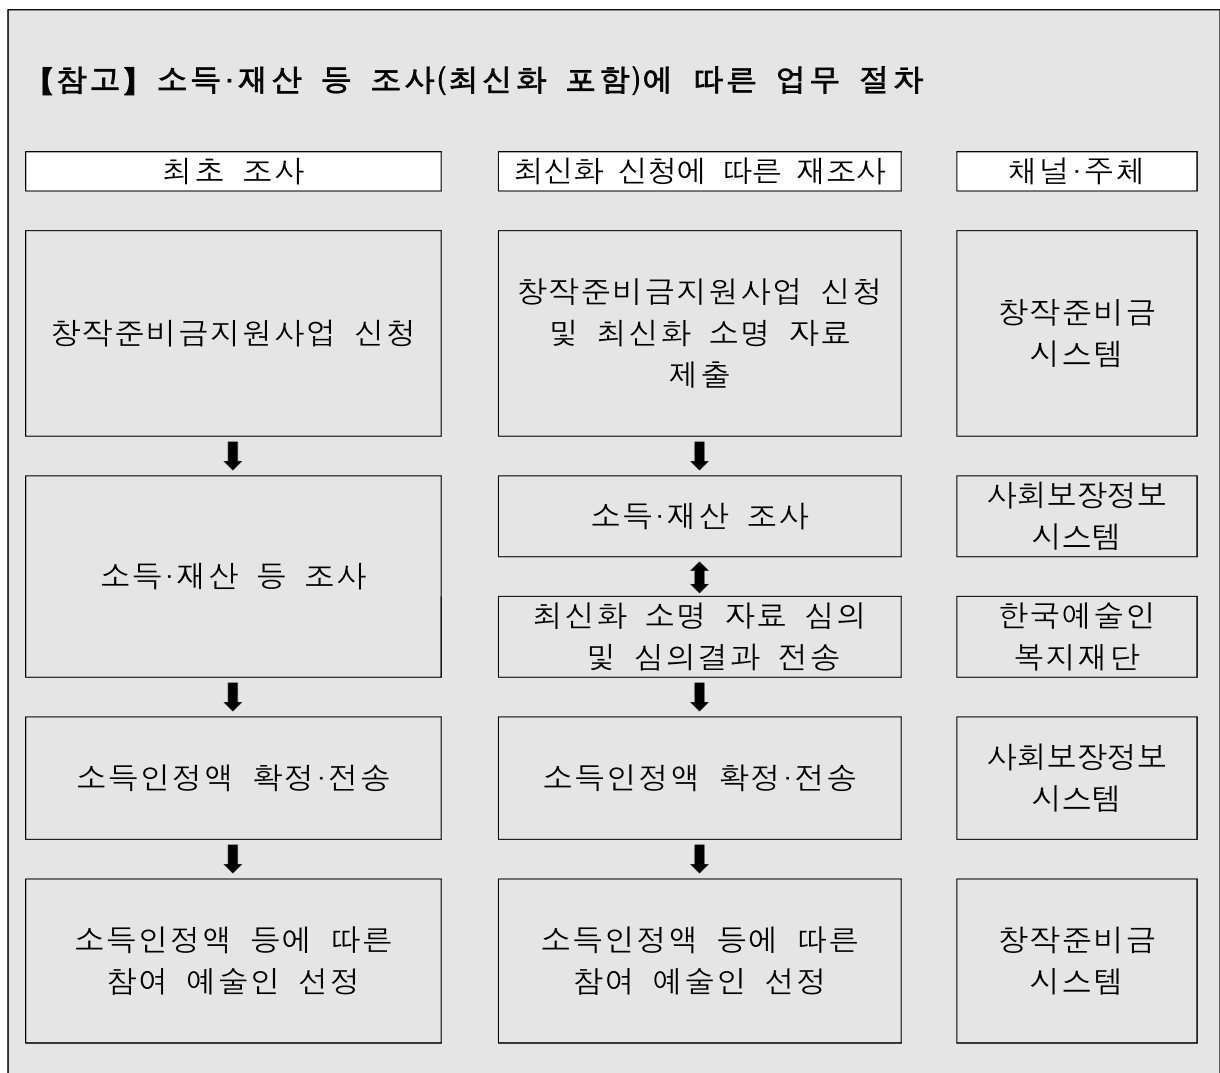 【참고】 소득·재산 등 조사(최신화 포함)에 따른 업무 절차
최초 조사
최신화 신청에 따른 재조사
채널·주체
창작준비금지원사업 신청
창작준비금지원사업 신청
및 최신화 소명 자료
제출
창작준비금
시스템
소득·재산 등 조사
소득·재산 조사
사회보장정보
시스템
최신화 소명 자료 심의
및 심의결과 전송
한국예술인
복지재단
소득인정액 확정·전송
소득인정액 확정·전송
사회보장정보
시스템
소득인정액 등에 따른
참여 예술인 선정
소득인정액 등에 따른
참여 예술인 선정
창작준비금
시스템